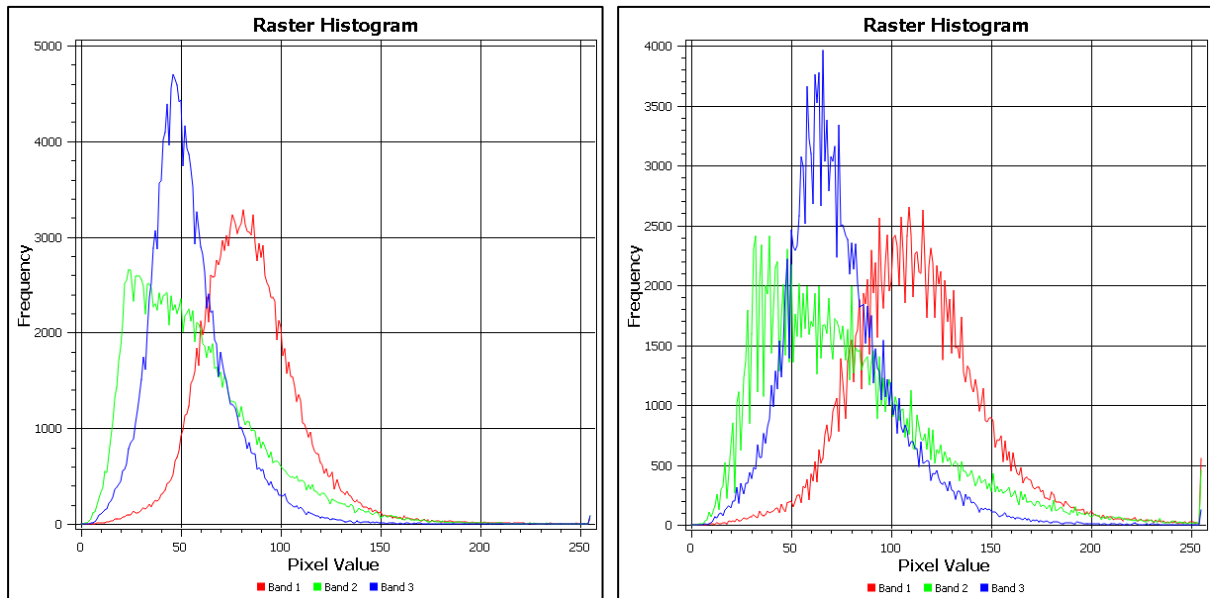 Raster Histogram
5000
4000
3000
2000
1000
0
Frequency
0 50 100 150 200 250
Pixel Value
Band 1 Band 2 Band 3
Raster Histogram
4000
3500
3000
2500
2000
1500
1000
500
0
Frequency
0 50 100 150 200 250
Pixel Value
Band 1 Band 2 Band 3